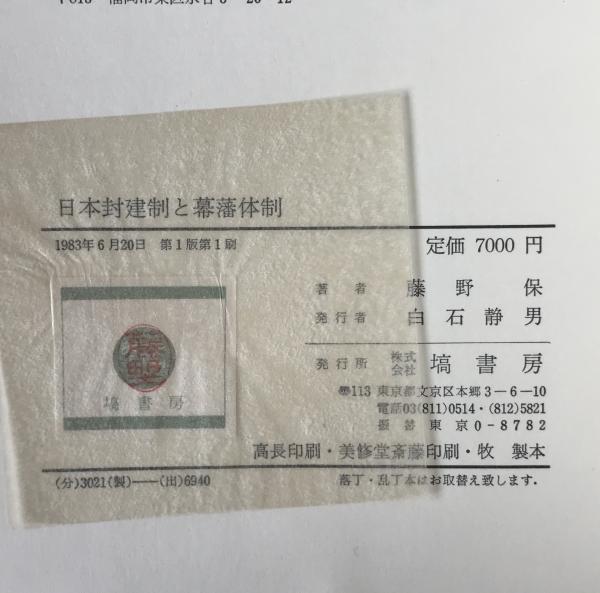 日本封建制と幕藩体制
1983年6月20日 第1版第1刷
定価 7000 円
著者 藤野保
発行者 白石静男
発行所 株式会社 塙書房
〠113 東京都文京区本郷3−6−10
電話03(811)0514・(812)5821
振替 東京0-8782
高長印刷・美修堂斎藤印刷・牧 製本
藤野
塙書房
(分)3021(製)――(出)6940
落丁・乱丁本はお取替え致します.